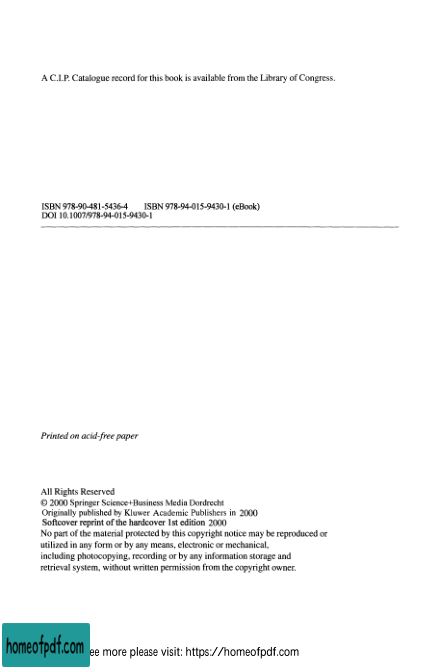 A C.I.P. Catalogue record for this book is available from the Library of Congress.
ISBN 978-90-481-5436-4 ISBN 978-94-015-9430-1 (eBook)
DOI 10.1007/978-94-015-9430-1
Printed on acid-free paper
All Rights Reserved
© 2000 Springer Science+Business Media Dordrecht
Originally published by Kluwer Academic Publishers in 2000
Softcover reprint of the hardcover 1st edition 2000
No part of the material protected by this copyright notice may be reproduced or
utilized in any form or by any means, electronic or mechanical,
including photocopying, recording or by any information storage and
retrieval system, without written permission from the copyright owner.
homeofpdf.com ee more please visit: https://homeofpdf.com